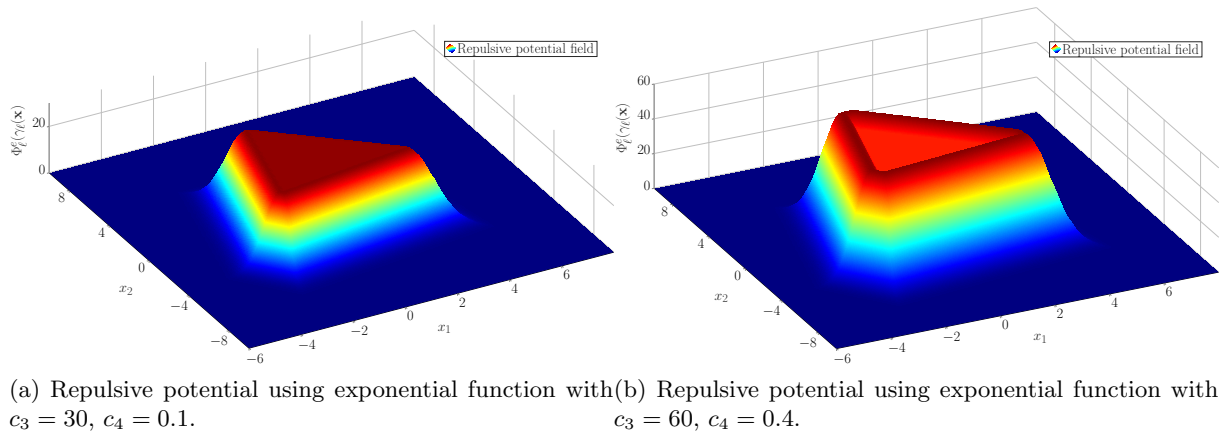 Repulsive potential field
20
0
Φ_ℓ^e(γ_ℓ(𝐱)
8
4
0
−4
−8
x₂
−6
−4
−2
0
2
4
6
x₁
Repulsive potential field
60
40
20
0
Φ_ℓ^e(γ_ℓ(𝐱)
8
4
0
−4
−8
x₂
−6
−4
−2
0
2
4
6
x₁
(a) Repulsive potential using exponential function with
c₃ = 30, c₄ = 0.1.
(b) Repulsive potential using exponential function with
c₃ = 60, c₄ = 0.4.